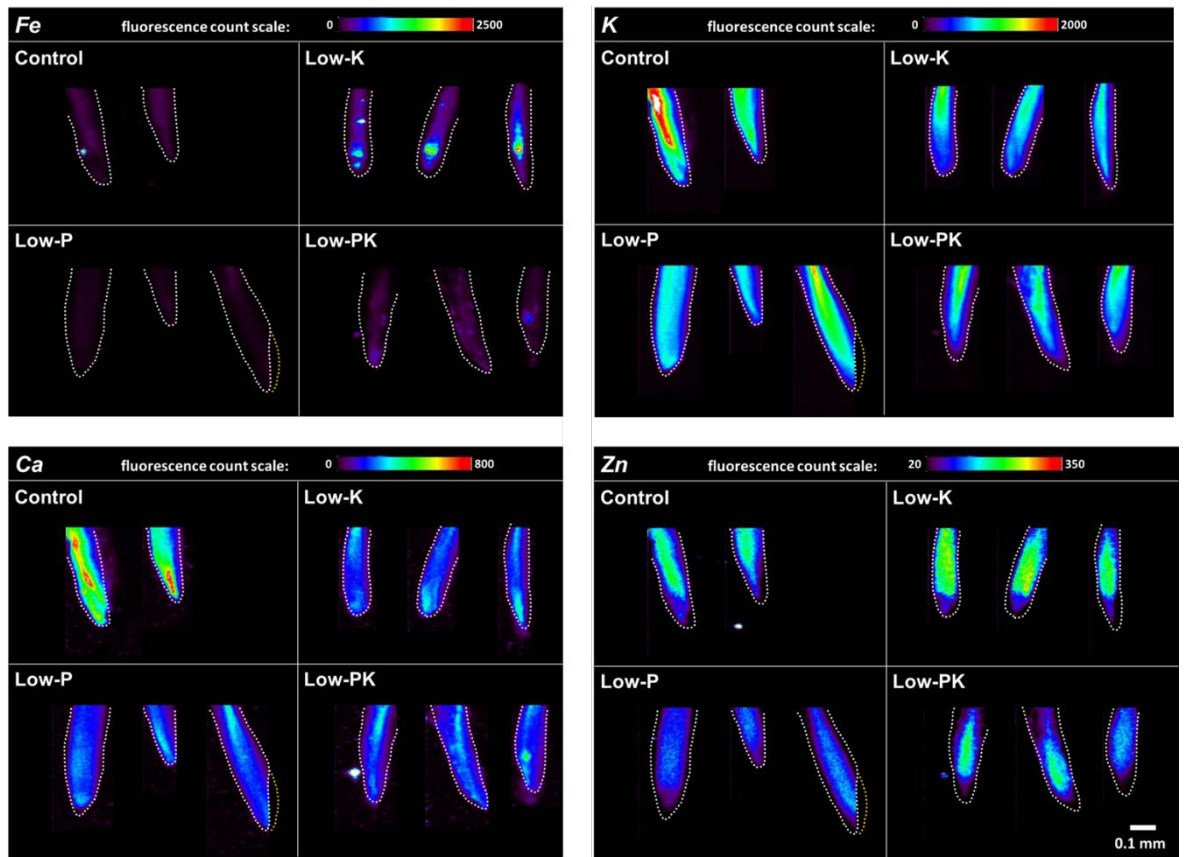 Fe fluorescence count scale: 0 2500
Control Low-K
Low-P Low-PK
K fluorescence count scale: 0 2000
Control Low-K
Low-P Low-PK
Ca fluorescence count scale: 0 800
Control Low-K
Low-P Low-PK
Zn fluorescence count scale: 20 350
Control Low-K
Low-P Low-PK
0.1 mm